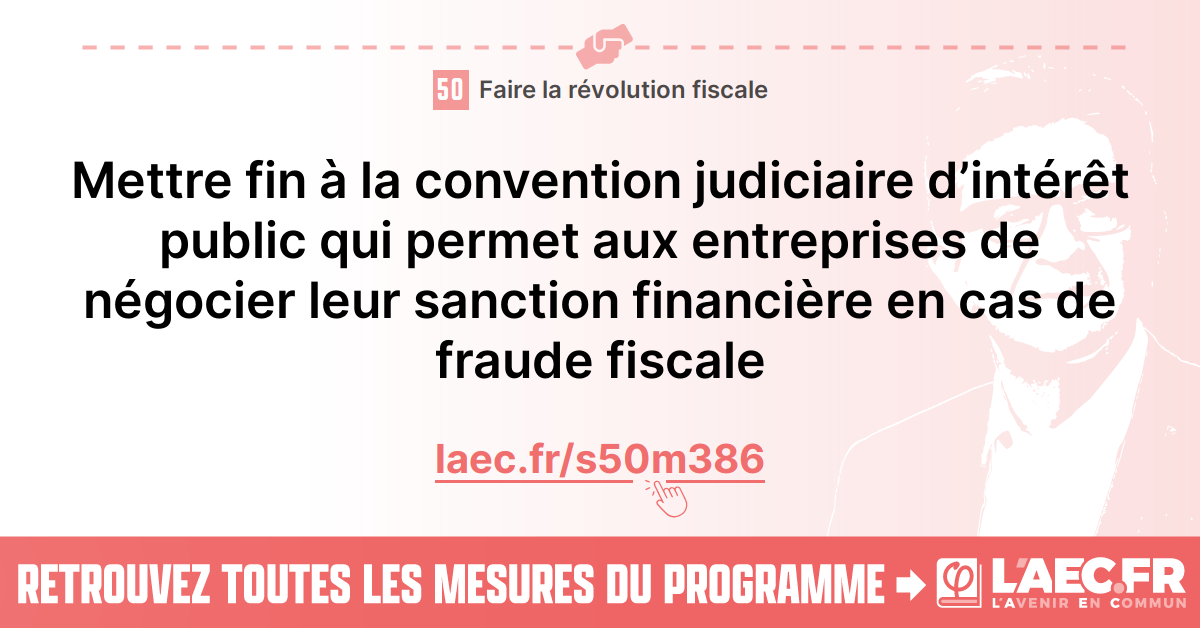 50 Faire la révolution fiscale
Mettre fin à la convention judiciaire d’intérêt
public qui permet aux entreprises de
négocier leur sanction financière en cas de
fraude fiscale
laec.fr/s50m386
RETROUVEZ TOUTES LES MESURES DU PROGRAMME
φ L'AEC.FR
L'AVENIR EN COMMUN